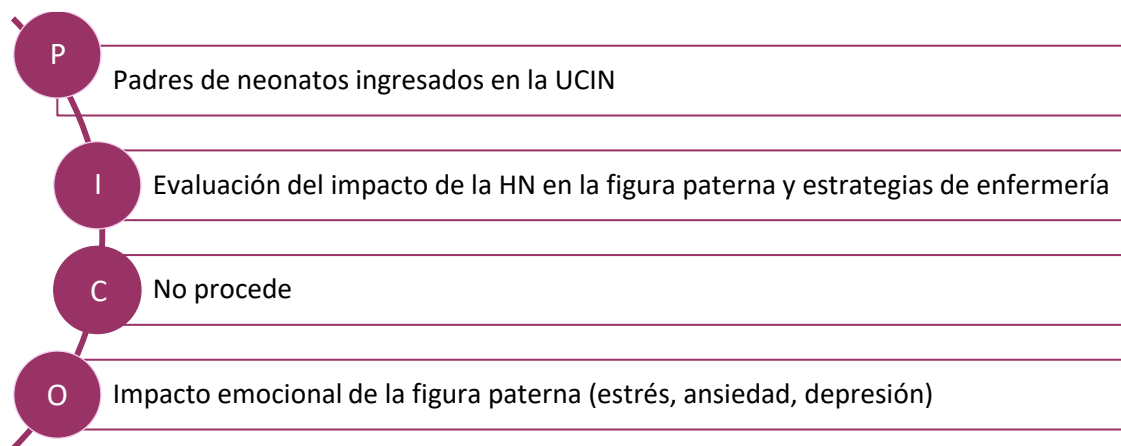 P
Padres de neonatos ingresados en la UCIN
I
Evaluación del impacto de la HN en la figura paterna y estrategias de enfermería
C
No procede
O
Impacto emocional de la figura paterna (estrés, ansiedad, depresión)